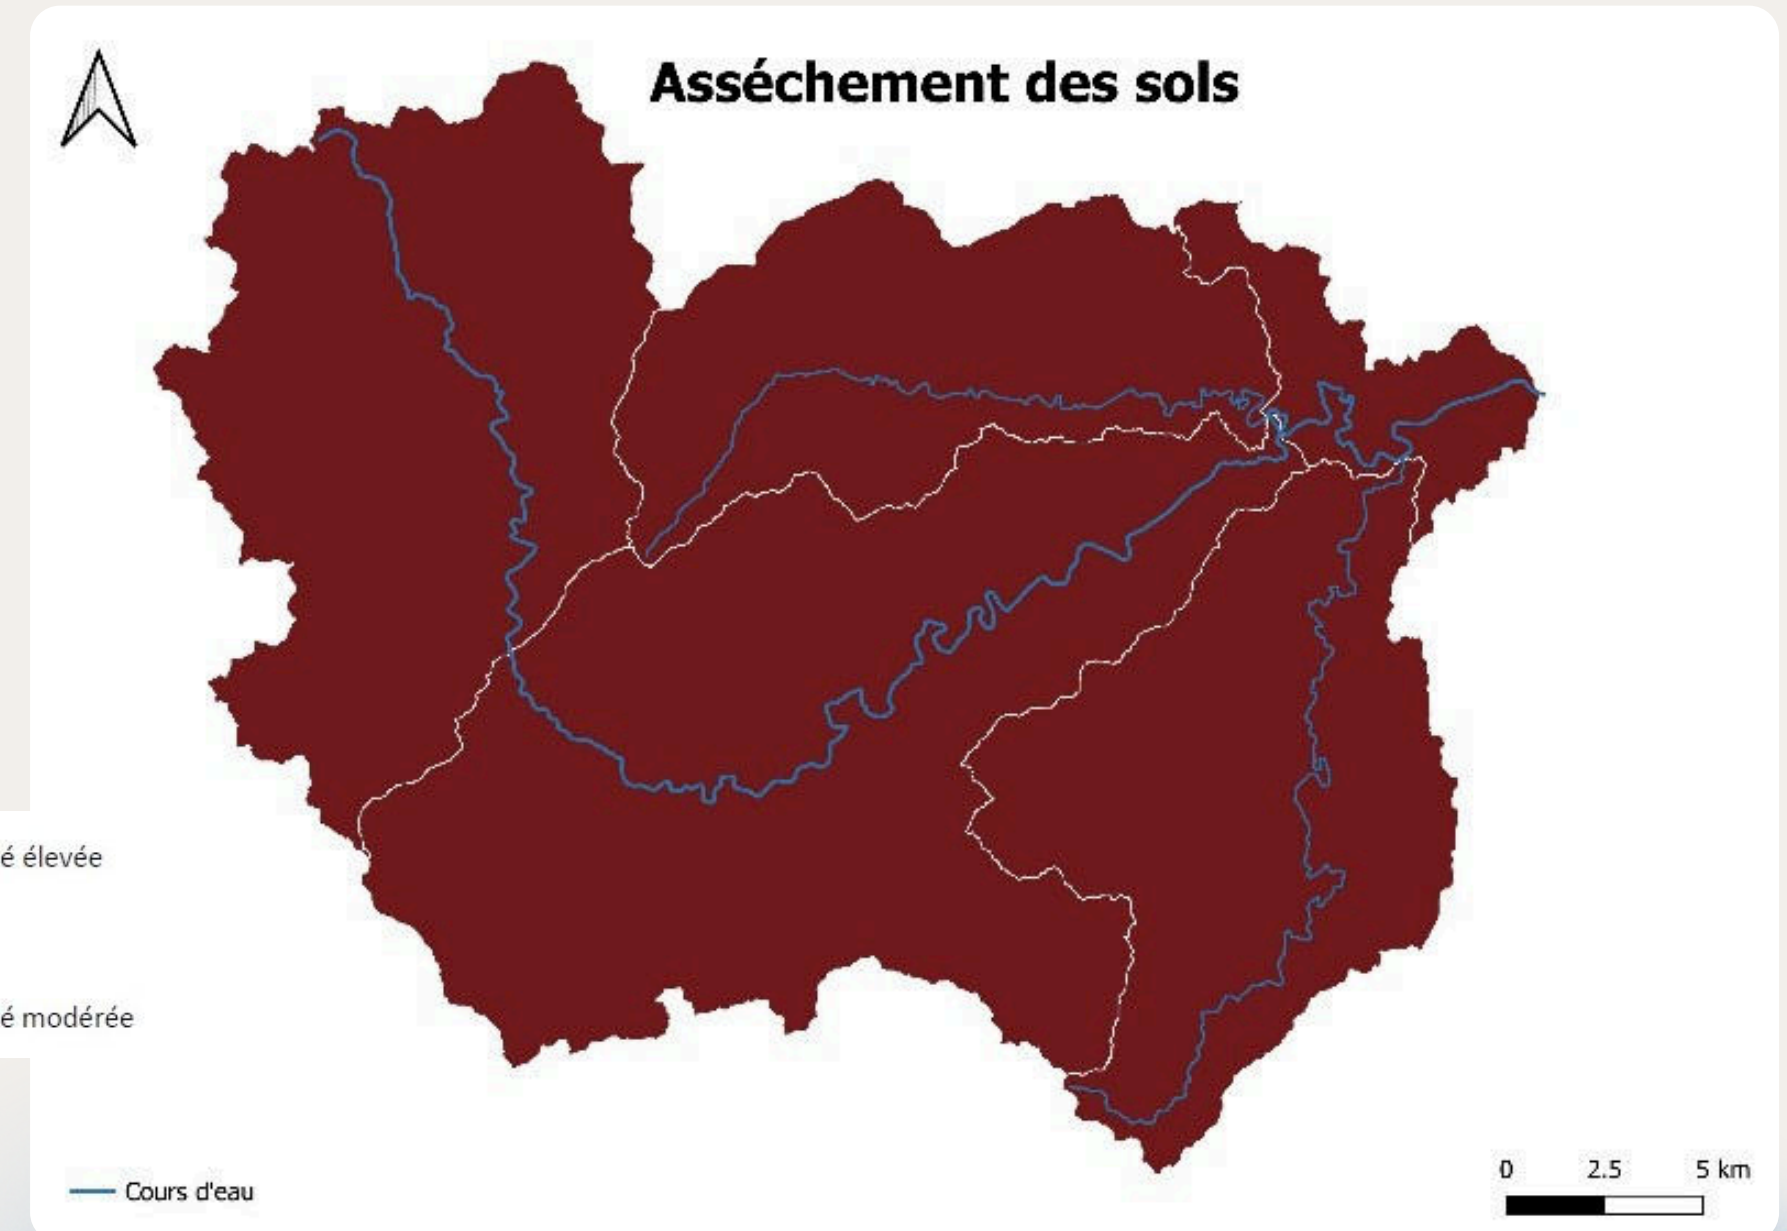 Asséchement des sols
é élevée
é modérée
Cours d'eau
0 2.5 5 km